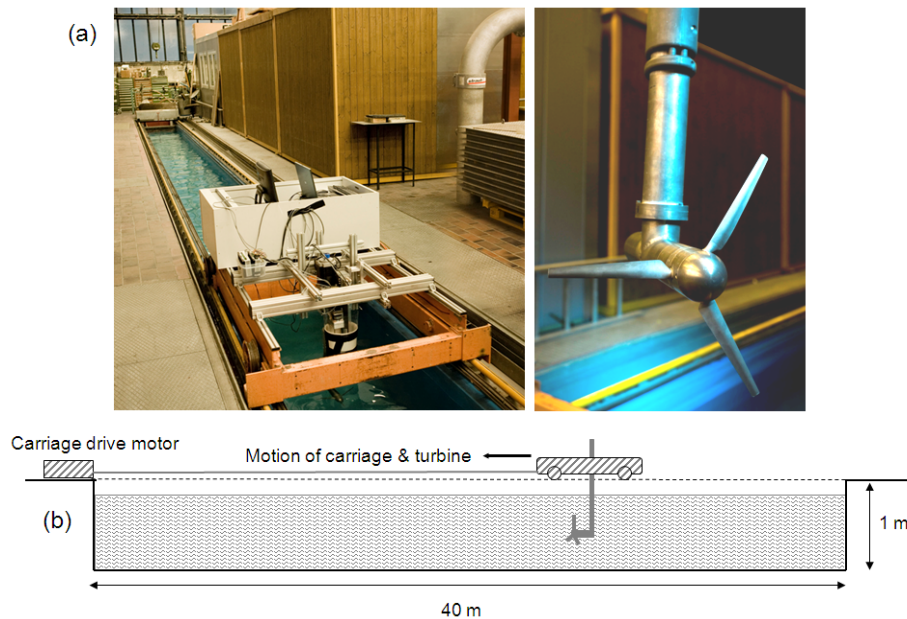 (a)
Carriage drive motor
Motion of carriage & turbine
(b)
1 m
40 m